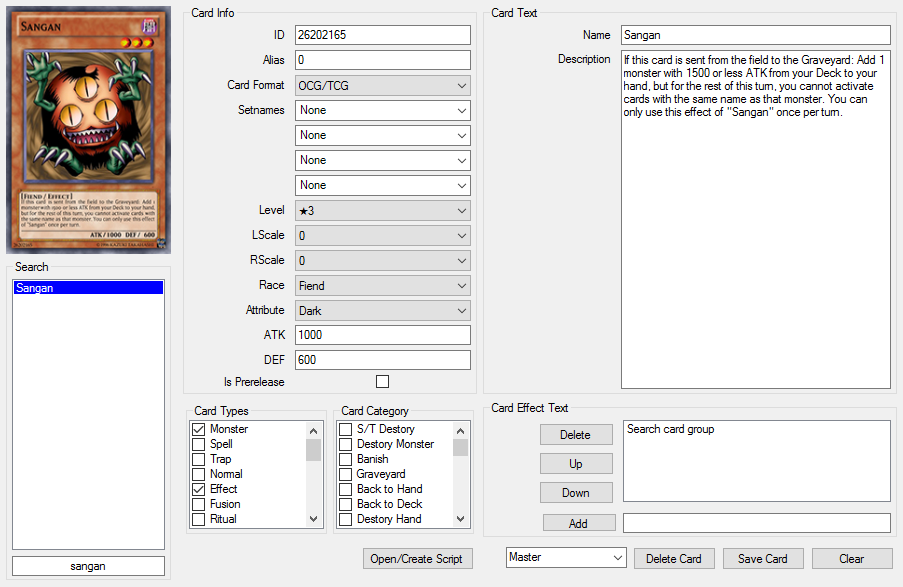 SANGAN
[FIEND / EFFECT]
If this card is sent from the field to the Graveyard: Add 1
monster with 1500 or less ATK from your Deck to your hand,
but for the rest of this turn, you cannot activate cards with
the same name as that monster. You can only use this effect
of "Sangan" once per turn.
ATK/1000 DEF/ 600
Search
Sangan
sangan
Card Info
ID 26202165
Alias 0
Card Format OCG/TCG
Setnames None
None
None
None
Level ★3
LScale 0
RScale 0
Race Fiend
Attribute Dark
ATK 1000
DEF 600
Is Prerelease
Card Types
Monster
Spell
Trap
Normal
Effect
Fusion
Ritual
Card Category
S/T Destory
Destory Monster
Banish
Graveyard
Back to Hand
Back to Deck
Destory Hand
Open/Create Script
Card Text
Name Sangan
Description If this card is sent from the field to the Graveyard: Add 1
monster with 1500 or less ATK from your Deck to your
hand, but for the rest of this turn, you cannot activate
cards with the same name as that monster. You can
only use this effect of "Sangan" once per turn.
Card Effect Text
Delete
Up
Down
Add
Search card group
Master
Delete Card
Save Card
Clear